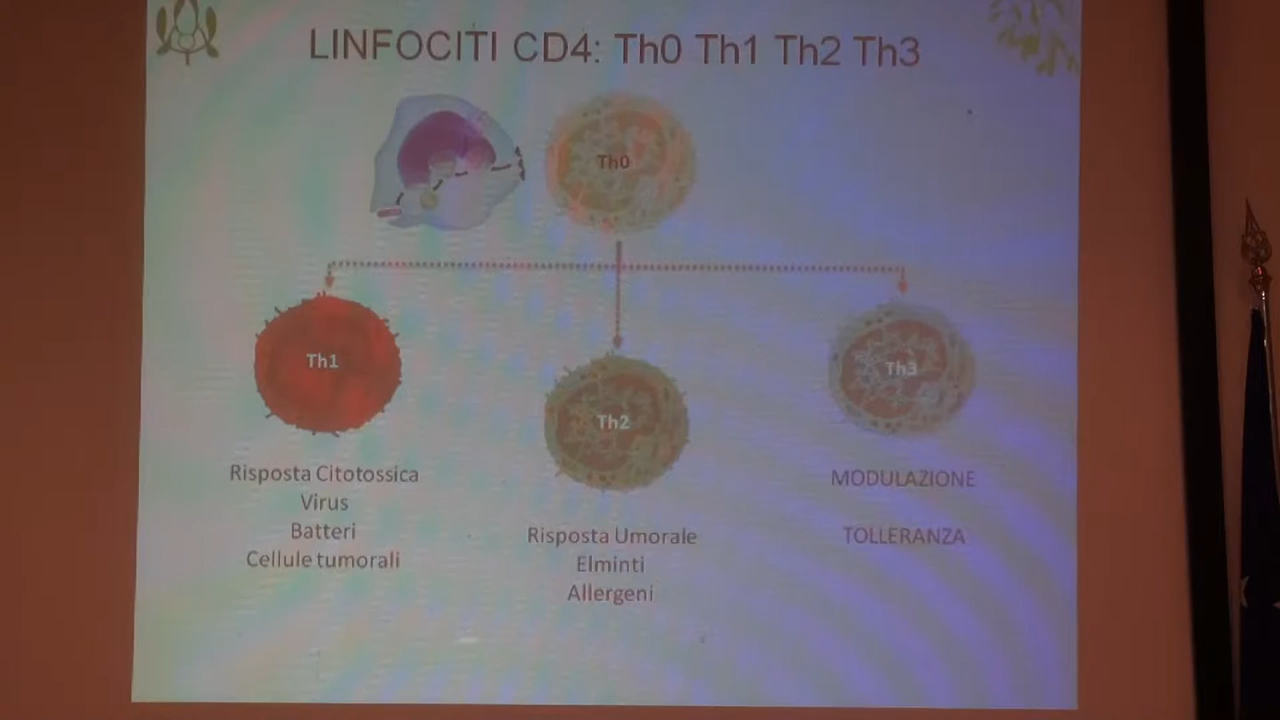 LINFOCITI CD4: Th0 Th1 Th2 Th3
Th0
Th1
Risposta Citotossica
Virus
Batteri
Cellule tumorali
Th2
Risposta Umorale
Elminti
Allergeni
Th3
MODULAZIONE
TOLLERANZA